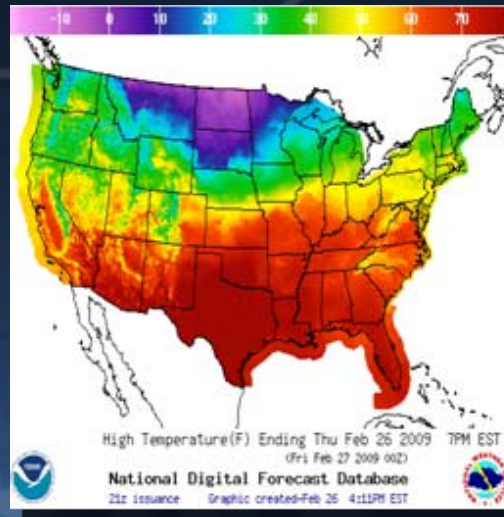 -10 0 10 20 30 40 50 60 70
High Temperature(F) Ending Thu Feb 26 2009 7PM EST
(Fri Feb 27 2009 00Z)
National Digital Forecast Database
21z issuance Graphic created-Feb 26 4:11PM EST